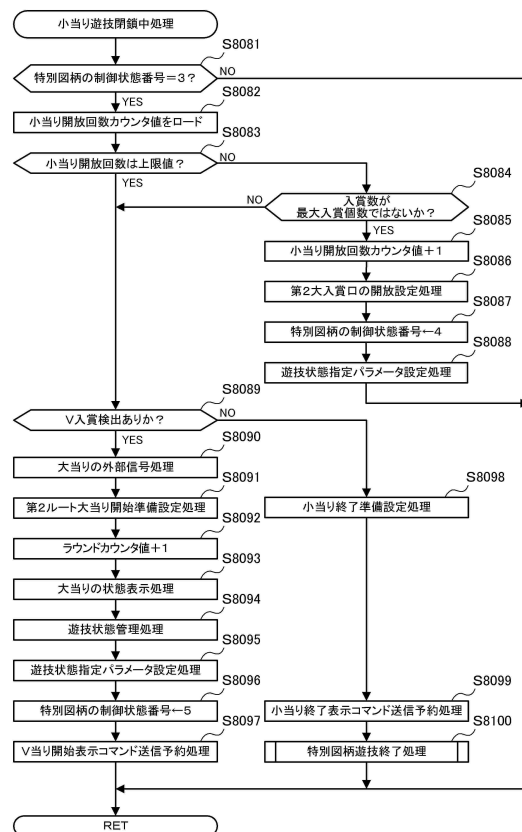 小当り遊技閉鎖中処理
S8081
特別図柄の制御状態番号=3?
NO
YES
S8082
小当り開放回数カウンタ値をロード
S8083
小当り開放回数は上限値?
NO
YES
S8084
入賞数が
最大入賞個数ではないか?
NO
YES
S8085
小当り開放回数カウンタ値+1
S8086
第2大入賞口の開放設定処理
S8087
特別図柄の制御状態番号←4
S8088
遊技状態指定パラメータ設定処理
S8089
V入賞検出ありか?
NO
YES
S8090
大当りの外部信号処理
S8091
第2ルート大当り開始準備設定処理
S8092
ラウンドカウンタ値+1
S8093
大当りの状態表示処理
S8094
遊技状態管理処理
S8095
遊技状態指定パラメータ設定処理
S8096
特別図柄の制御状態番号←5
S8097
V当り開始表示コマンド送信予約処理
S8098
小当り終了準備設定処理
S8099
小当り終了表示コマンド送信予約処理
S8100
特別図柄遊技終了処理
RET